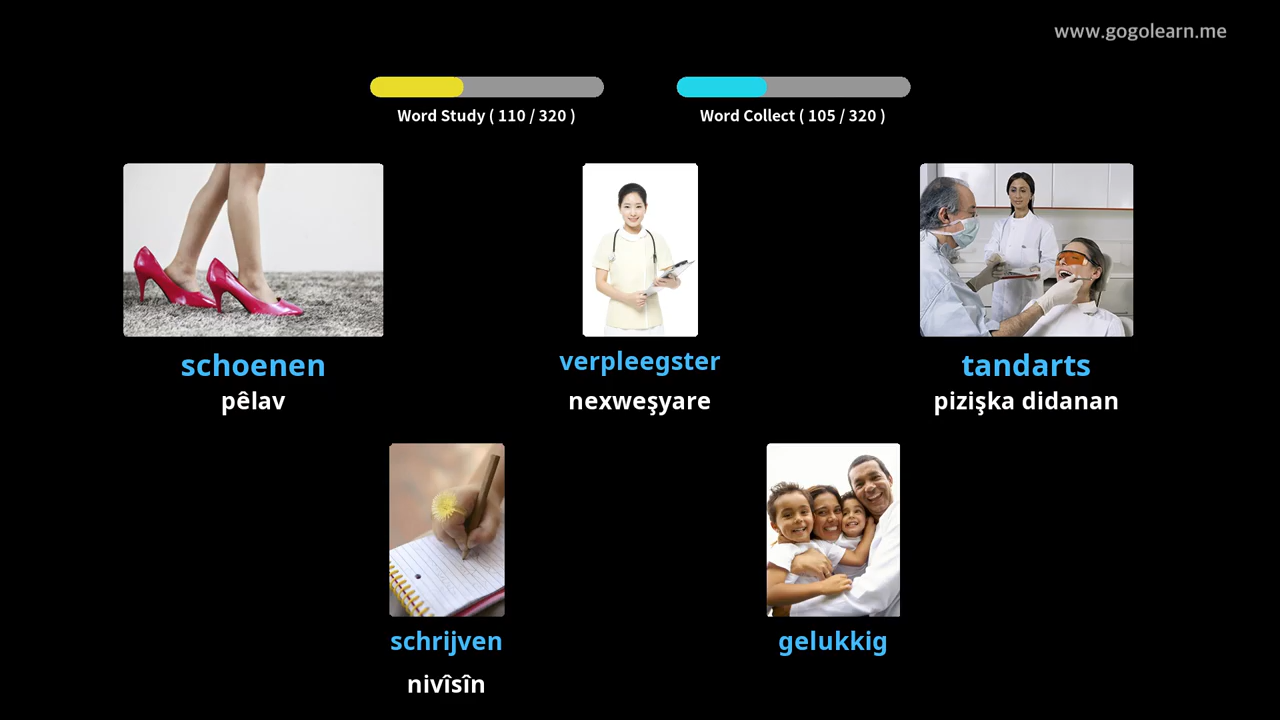 www.gogolearn.me
Word Study ( 110 / 320 )
Word Collect ( 105 / 320 )
schoenen
pêlav
verpleegster
nexweşyare
tandarts
pizişka didanan
schrijven
nivîsîn
gelukkig